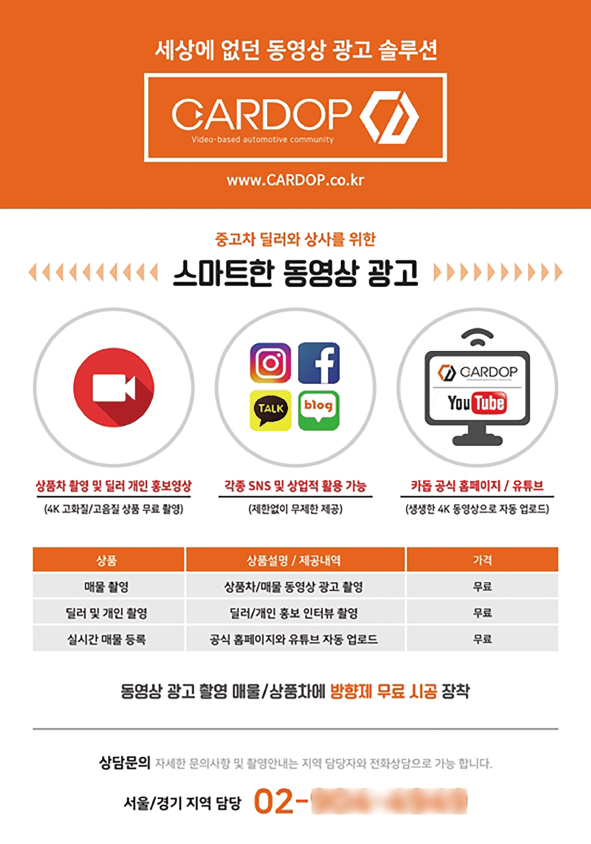 세상에 없던 동영상 광고 솔루션
CARDOP
Video-based automotive community
www.CARDOP.co.kr
중고차 딜러와 상사를 위한
스마트한 동영상 광고
TALK
blog
CARDOP
YouTube
상품차 촬영 및 딜러 개인 홍보영상
(4K 고화질/고음질 상품 무료 촬영)
각종 SNS 및 상업적 활용 가능
(제한없이 무제한 제공)
카돕 공식 홈페이지 / 유튜브
(생생한 4K 동영상으로 자동 업로드)
상품 상품설명 / 제공내역 가격
매물 촬영 상품차/매물 동영상 광고 촬영 무료
딜러 및 개인 촬영 딜러/개인 홍보 인터뷰 촬영 무료
실시간 매물 등록 공식 홈페이지와 유튜브 자동 업로드 무료
동영상 광고 촬영 매물/상품차에 방향제 무료 시공 장착
상담문의 자세한 문의사항 및 촬영안내는 지역 담당자와 전화상담으로 가능 합니다.
서울/경기 지역 담당 02-